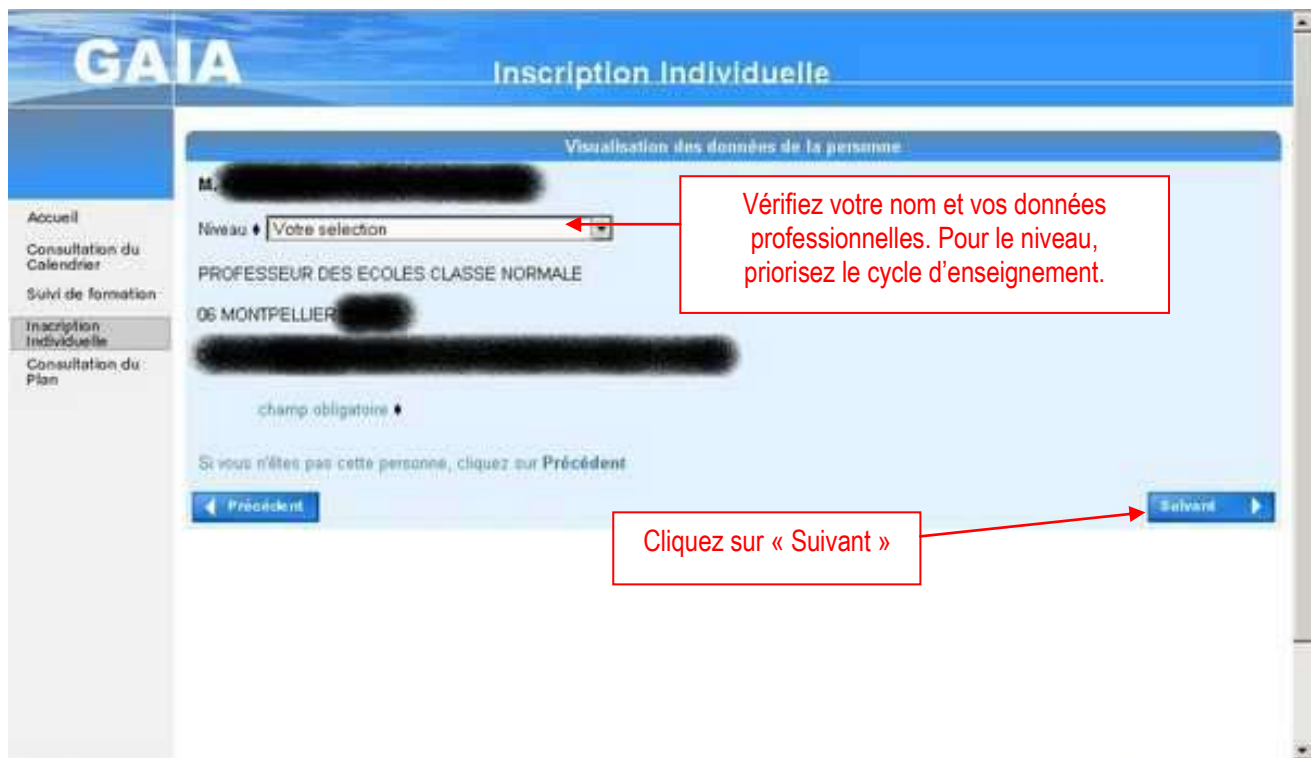 GAIA
Inscription Individuelle
Visualisation des données de la personne
M.
Niveau ♦ Votre selection
PROFESSEUR DES ECOLES CLASSE NORMALE
06 MONTPELLIER
champ obligatoire ♦
Si vous n'êtes pas cette personne, cliquez sur Précédent
Précédent
Suivant
Accueil
Consultation du
Calendrier
Suivi de formation
Inscription
Individuelle
Consultation du
Plan
Vérifiez votre nom et vos données
professionnelles. Pour le niveau,
priorisez le cycle d'enseignement.
Cliquez sur « Suivant »